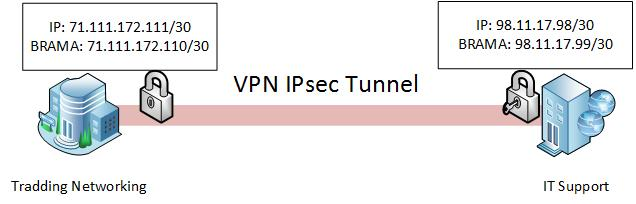 IP: 71.111.172.111/30
BRAMA: 71.111.172.110/30
IP: 98.11.17.98/30
BRAMA: 98.11.17.99/30
VPN IPsec Tunnel
Tradding Networking
IT Support